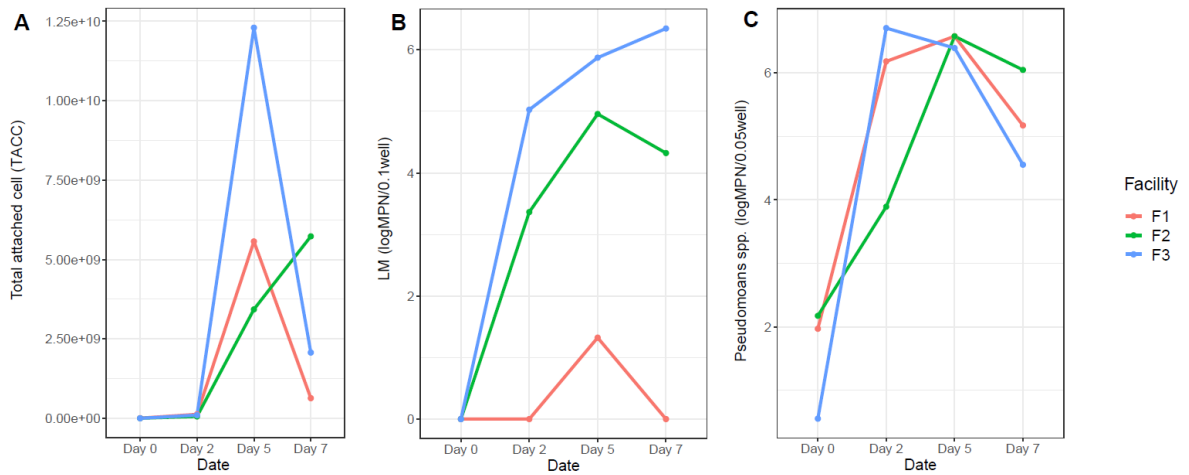 A
Total attached cell (TACC)
1.25e+10
1.00e+10
7.50e+09
5.00e+09
2.50e+09
0.00e+00
Day 0 Day 2 Day 5 Day 7
Date
B
LM (logMPN/0.1well)
6
4
2
0
Day 0 Day 2 Day 5 Day 7
Date
C
Pseudomoans spp. (logMPN/0.05well)
6
4
2
Day 0 Day 2 Day 5 Day 7
Date
Facility
F1
F2
F3